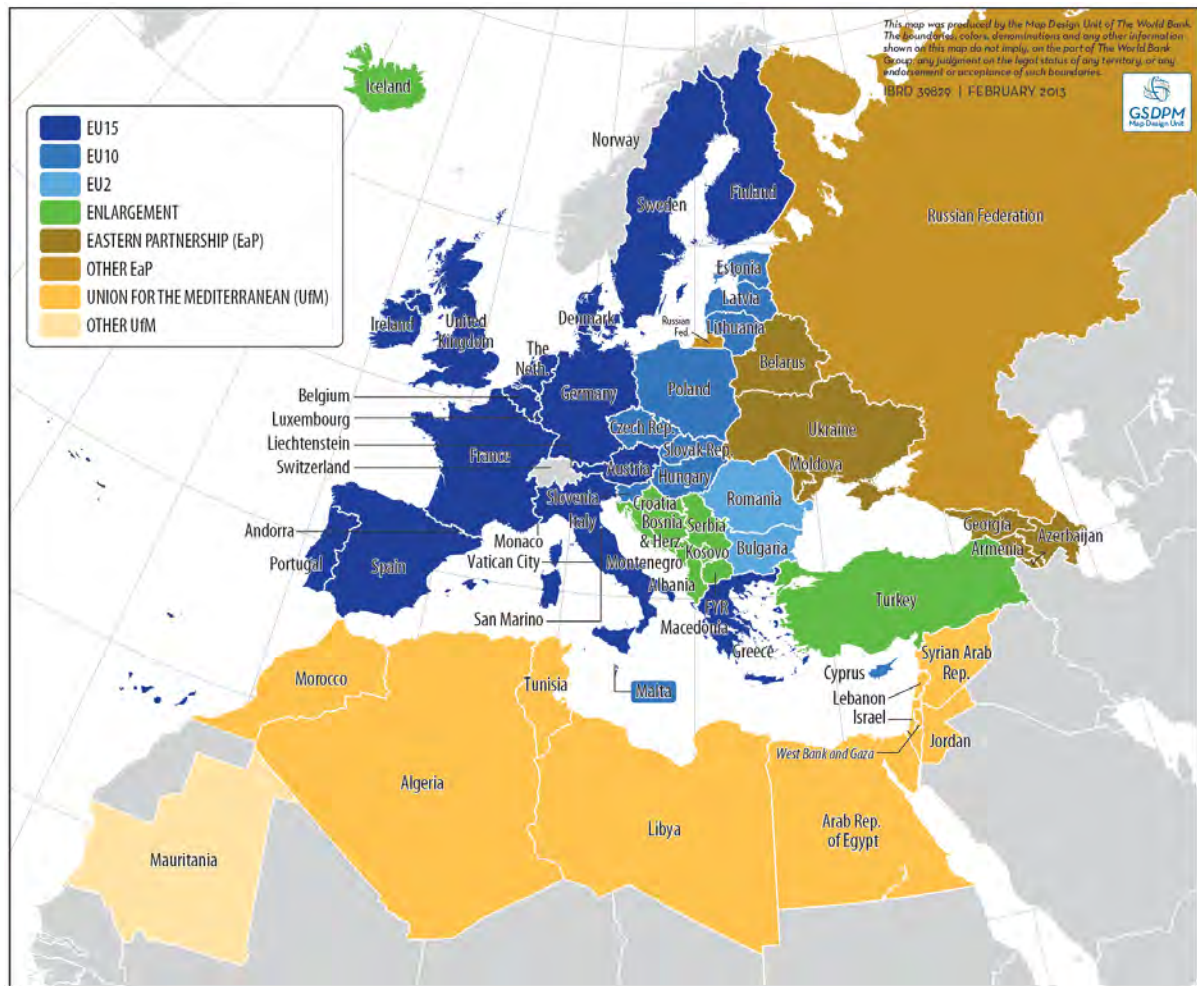 This map was produced by the Map Design Unit of The World Bank.
The boundaries, colors, denominations and any other information
shown on this map do not imply, on the part of The World Bank
Group, any judgment on the legal status of any territory, or any
endorsement or acceptance of such boundaries.
IBRD 39829 | FEBRUARY 2013
GSDPM
Map Design Unit
EU15
EU10
EU2
ENLARGEMENT
EASTERN PARTNERSHIP (EaP)
OTHER EaP
UNION FOR THE MEDITERRANEAN (UfM)
OTHER UfM
Iceland
Norway
Sweden
Finland
Russian Federation
Estonia
Latvia
Lithuania
Russian
Fed.
Denmark
Ireland
United
Kingdom
The
Neth.
Belgium
Luxembourg
Liechtenstein
Switzerland
Germany
Poland
Belarus
Ukraine
Czech Rep.
Slovak Rep.
Moldova
France
Austria
Hungary
Slovenia
Romania
Italy
Croatia
Bosnia
& Herz.
Serbia
Kosovo
Bulgaria
Georgia
Azerbaijan
Armenia
Andorra
Portugal
Spain
Monaco
Vatican City
Montenegro
Albania
San Marino
FYR
Macedonia
Greece
Turkey
Cyprus
Syrian Arab
Rep.
Lebanon
Israel
West Bank and Gaza
Jordan
Malta
Morocco
Tunisia
Algeria
Libya
Arab Rep.
of Egypt
Mauritania